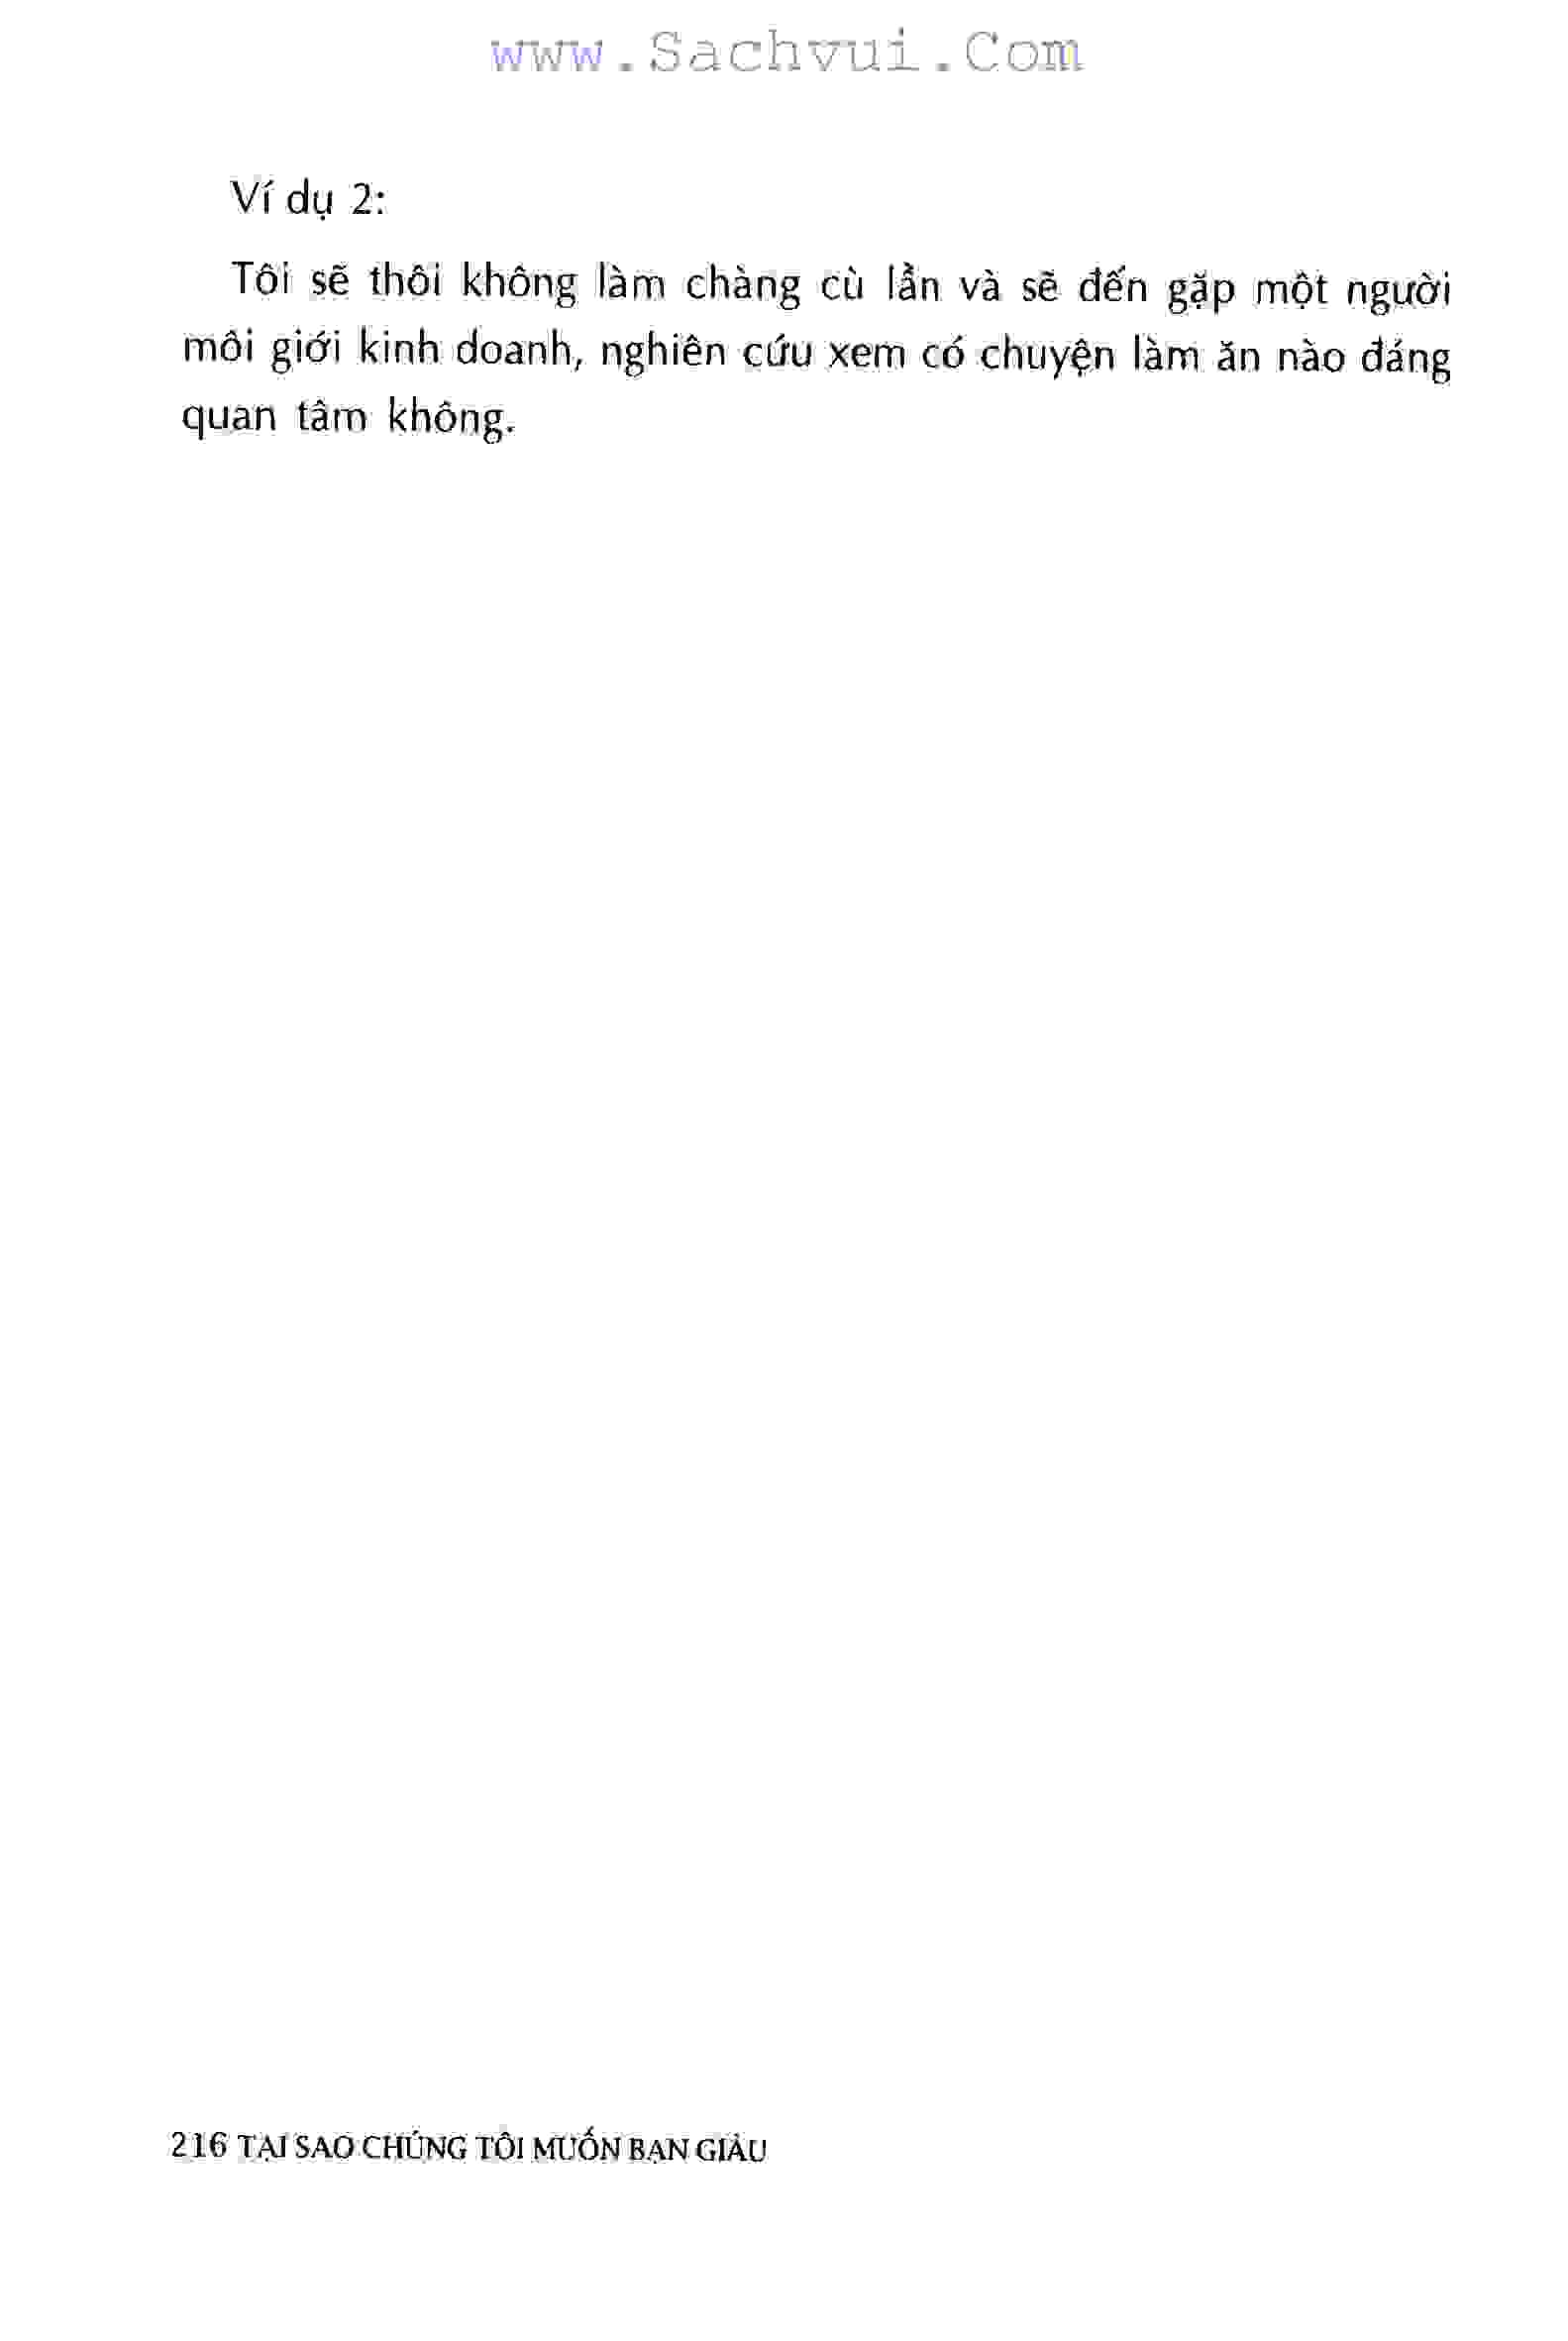 www.Sachvui.Com
Ví dụ 2:
Tôi sẽ thôi không làm chàng cù lần và sẽ đến gặp một người
môi giới kinh doanh, nghiên cứu xem có chuyện làm ăn nào đáng
quan tâm không.
216 TẠI SAO CHÚNG TÔI MUỐN BẠN GIÀU